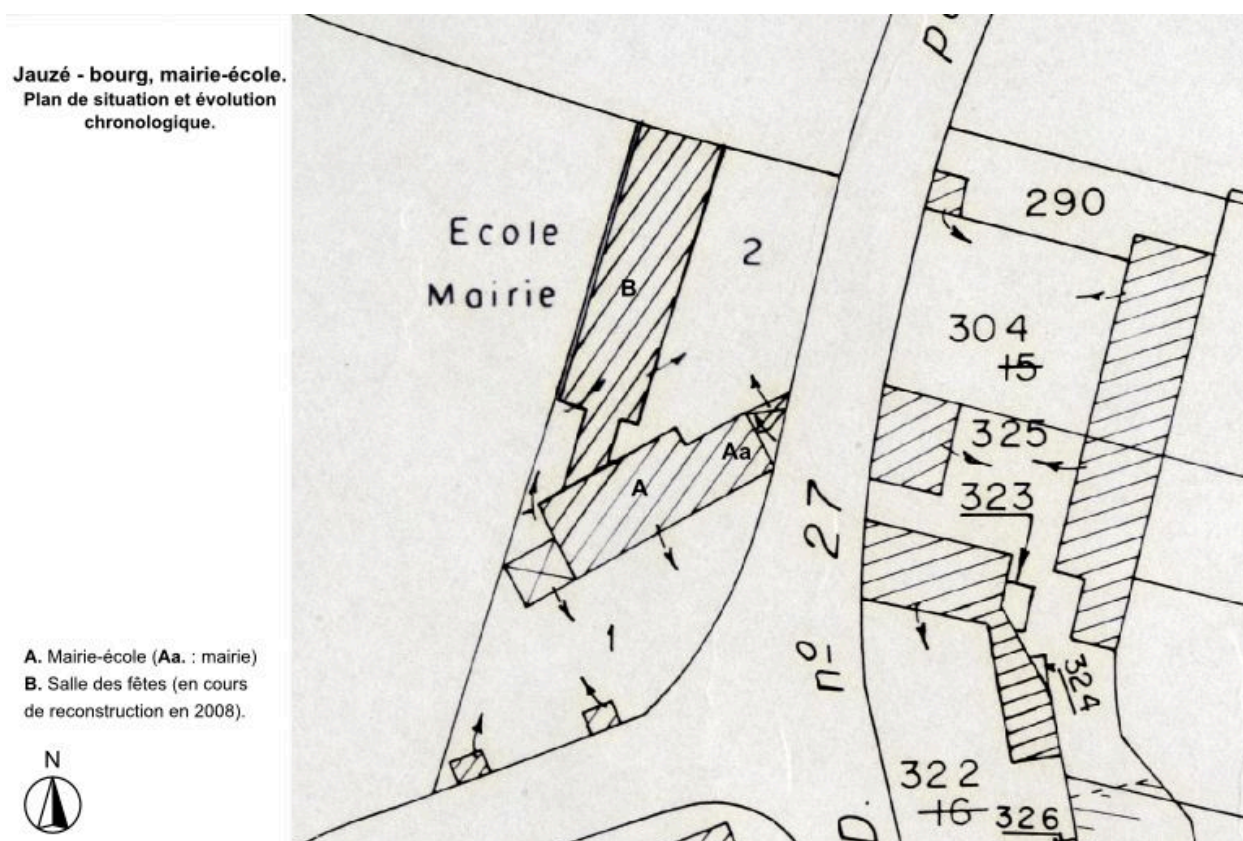 Jauzé - bourg, mairie-école.
Plan de situation et évolution
chronologique.
A. Mairie-école (Aa. : mairie)
B. Salle des fêtes (en cours
de reconstruction en 2008).
N
Ecole
Mairie
B
2
A
Aa
1
D.
nº
27
290
304
15
325
323
324
322
16
326